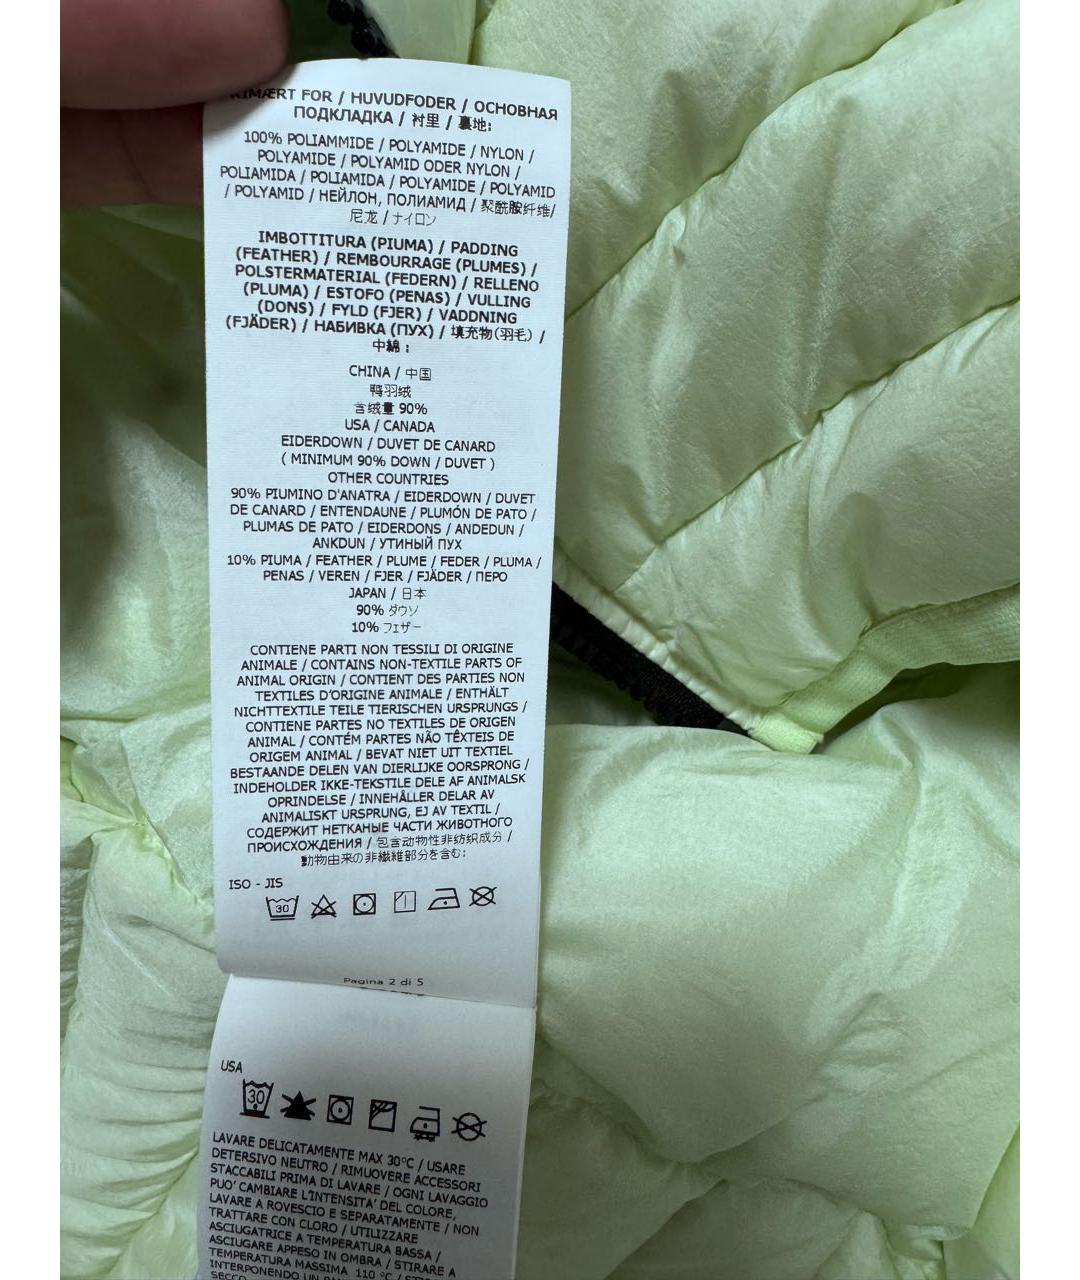 FOR / HUVUDFODER / ОСНОВНАЯ
ПОДКЛАДКА / 衬里 / 裏地:
100% POLIAMMIDE / POLYAMIDE / NYLON /
POLYAMIDE / POLYAMID ODER NYLON /
POLIAMIDA / POLIAMIDA / POLYAMIDE / POLYAMID
/ POLYAMID / НЕЙЛОН, ПОЛИАМИД / 聚酰胺纤维/
尼龙 / ナイロン
IMBOTTITURA (PIUMA) / PADDING
(FEATHER) / REMBOURRAGE (PLUMES) /
POLSTERMATERIAL (FEDERN) / RELLENO
(PLUMA) / ESTOFO (PENAS) / VULLING
(DONS) / FYLD (FJER) / VADDNING
(FJÄDER) / НАБИВКА (ПУХ) / 填充物(羽毛) /
中綿 :
CHINA / 中国
鸭羽绒
含绒量 90%
USA / CANADA
EIDERDOWN / DUVET DE CANARD
( MINIMUM 90% DOWN / DUVET )
OTHER COUNTRIES
90% PIUMINO D'ANATRA / EIDERDOWN / DUVET
DE CANARD / ENTENDAUNE / PLUMÓN DE PATO /
PLUMAS DE PATO / EIDERDONS / ANDEDUN /
ANKDUN / УТИНЫЙ ПУХ
10% PIUMA / FEATHER / PLUME / FEDER / PLUMA /
PENAS / VEREN / FJER / FJÄDER / ПЕРО
JAPAN / 日本
90% ダウン
10% フェザー
CONTIENE PARTI NON TESSILI DI ORIGINE
ANIMALE / CONTAINS NON-TEXTILE PARTS OF
ANIMAL ORIGIN / CONTIENT DES PARTIES NON
TEXTILES D'ORIGINE ANIMALE / ENTHÄLT
NICHTTEXTILE TEILE TIERISCHEN URSPRUNGS /
CONTIENE PARTES NO TEXTILES DE ORIGEN
ANIMAL / CONTÉM PARTES NÃO TÊXTEIS DE
ORIGEM ANIMAL / BEVAT NIET UIT TEXTIEL
BESTAANDE DELEN VAN DIERLIJKE OORSPRONG /
INDEHOLDER IKKE-TEKSTILE DELE AF ANIMALSK
OPRINDELSE / INNEHÅLLER DELAR AV
ANIMALISKT URSPRUNG, EJ AV TEXTIL /
СОДЕРЖИТ НЕТКАНЫЕ ЧАСТИ ЖИВОТНОГО
ПРОИСХОЖДЕНИЯ / 包含动物性非纺织成分 /
動物由来の非繊維部分を含む:
ISO - JIS
30
Pagina 2 di 5
USA
30
LAVARE DELICATAMENTE MAX 30°C / USARE
DETERSIVO NEUTRO / RIMUOVERE ACCESSORI
STACCABILI PRIMA DI LAVARE / OGNI LAVAGGIO
PUO' CAMBIARE L'INTENSITA' DEL COLORE,
LAVARE A ROVESCIO E SEPARATAMENTE / NON
TRATTARE CON CLORO / UTILIZZARE
ASCIUGATRICE A TEMPERATURA BASSA /
ASCIUGARE APPESO IN OMBRA / STIRARE A
TEMPERATURA MASSIMA 110 °C /
INTERPONENDO UN